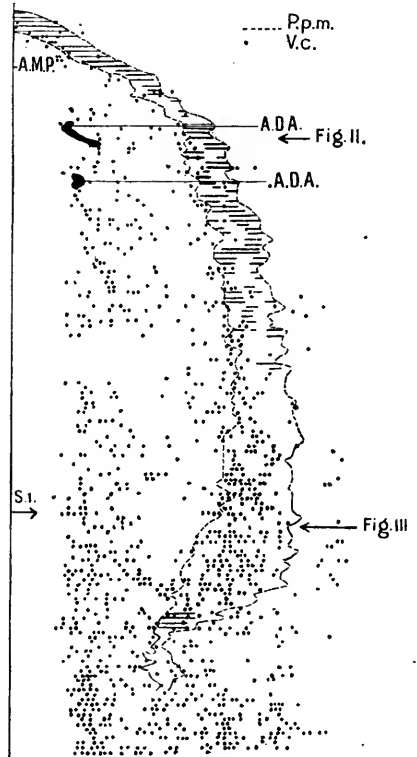 P.p.m.
V.c.
A.M.P.
A.D.A.
Fig. II.
A.D.A.
S.1.
Fig. III